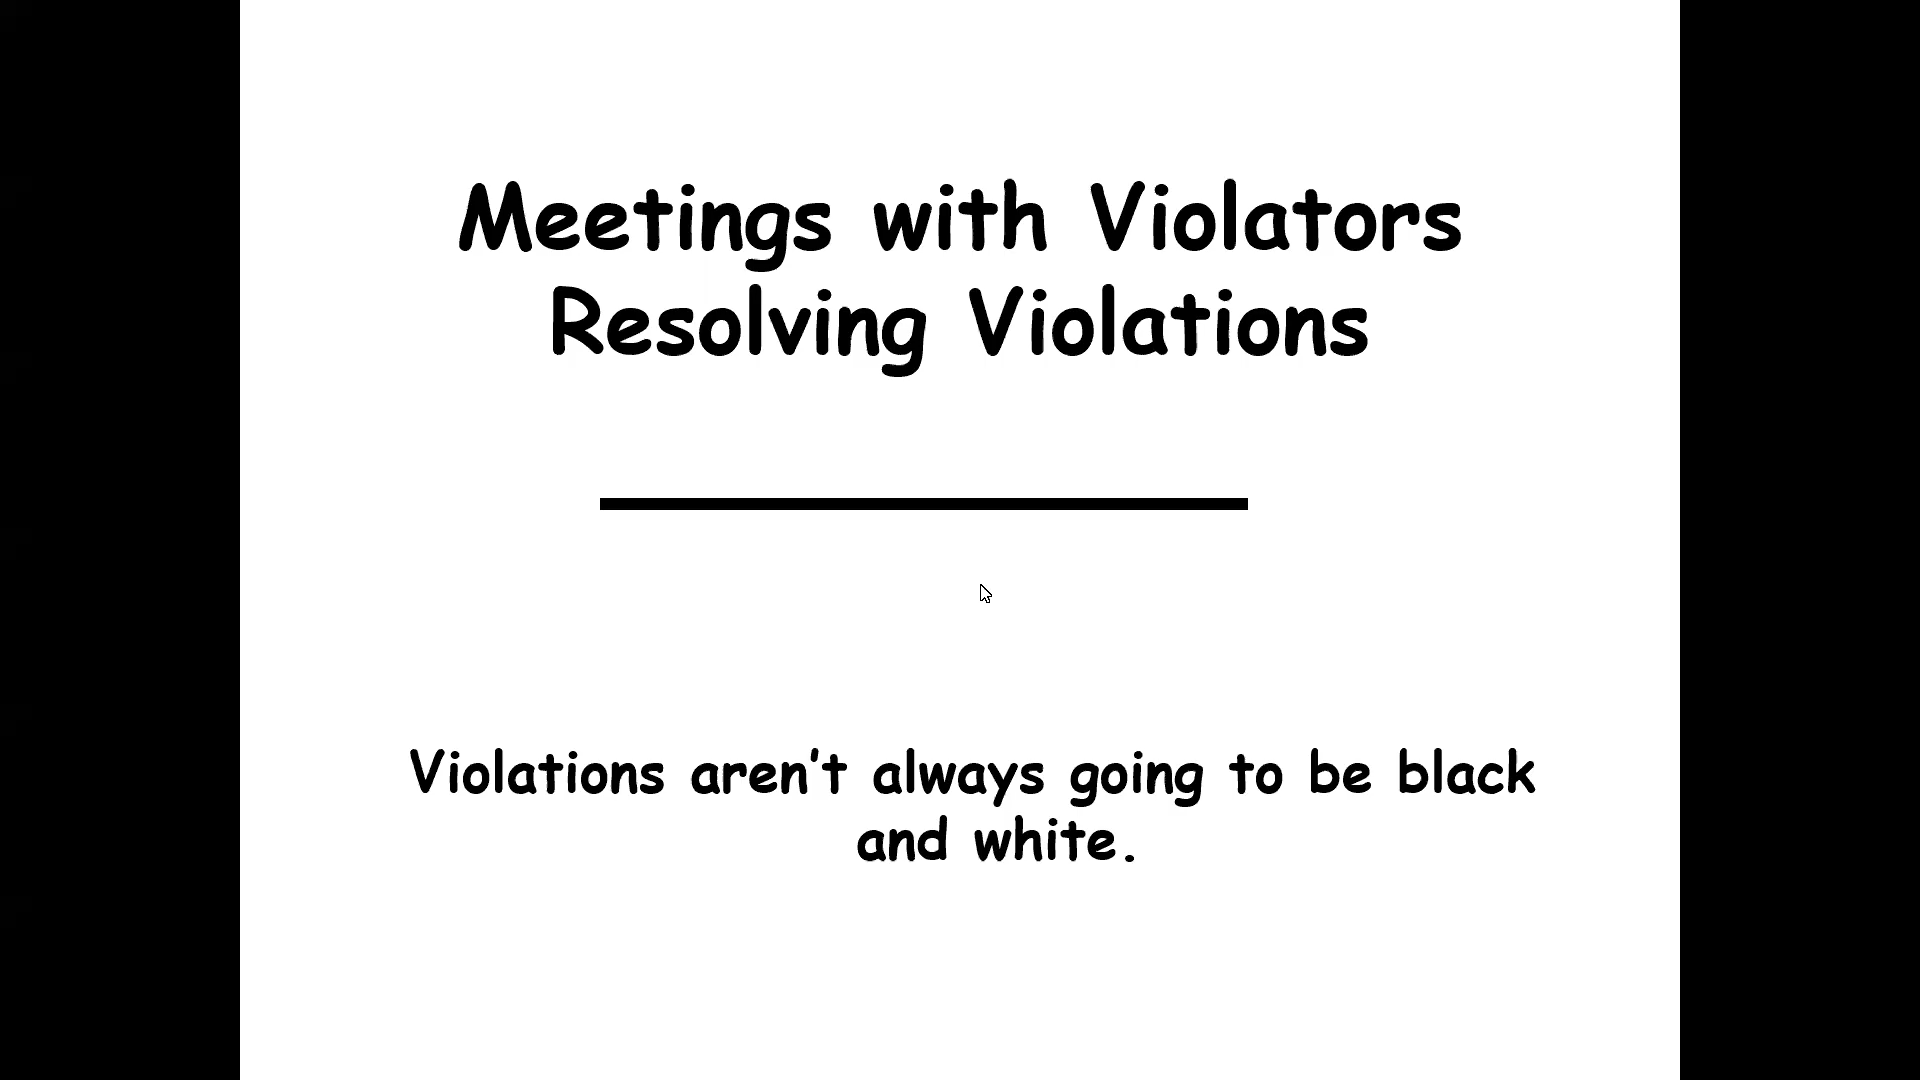 Meetings with Violators
Resolving Violations
Violations aren't always going to be black
and white.